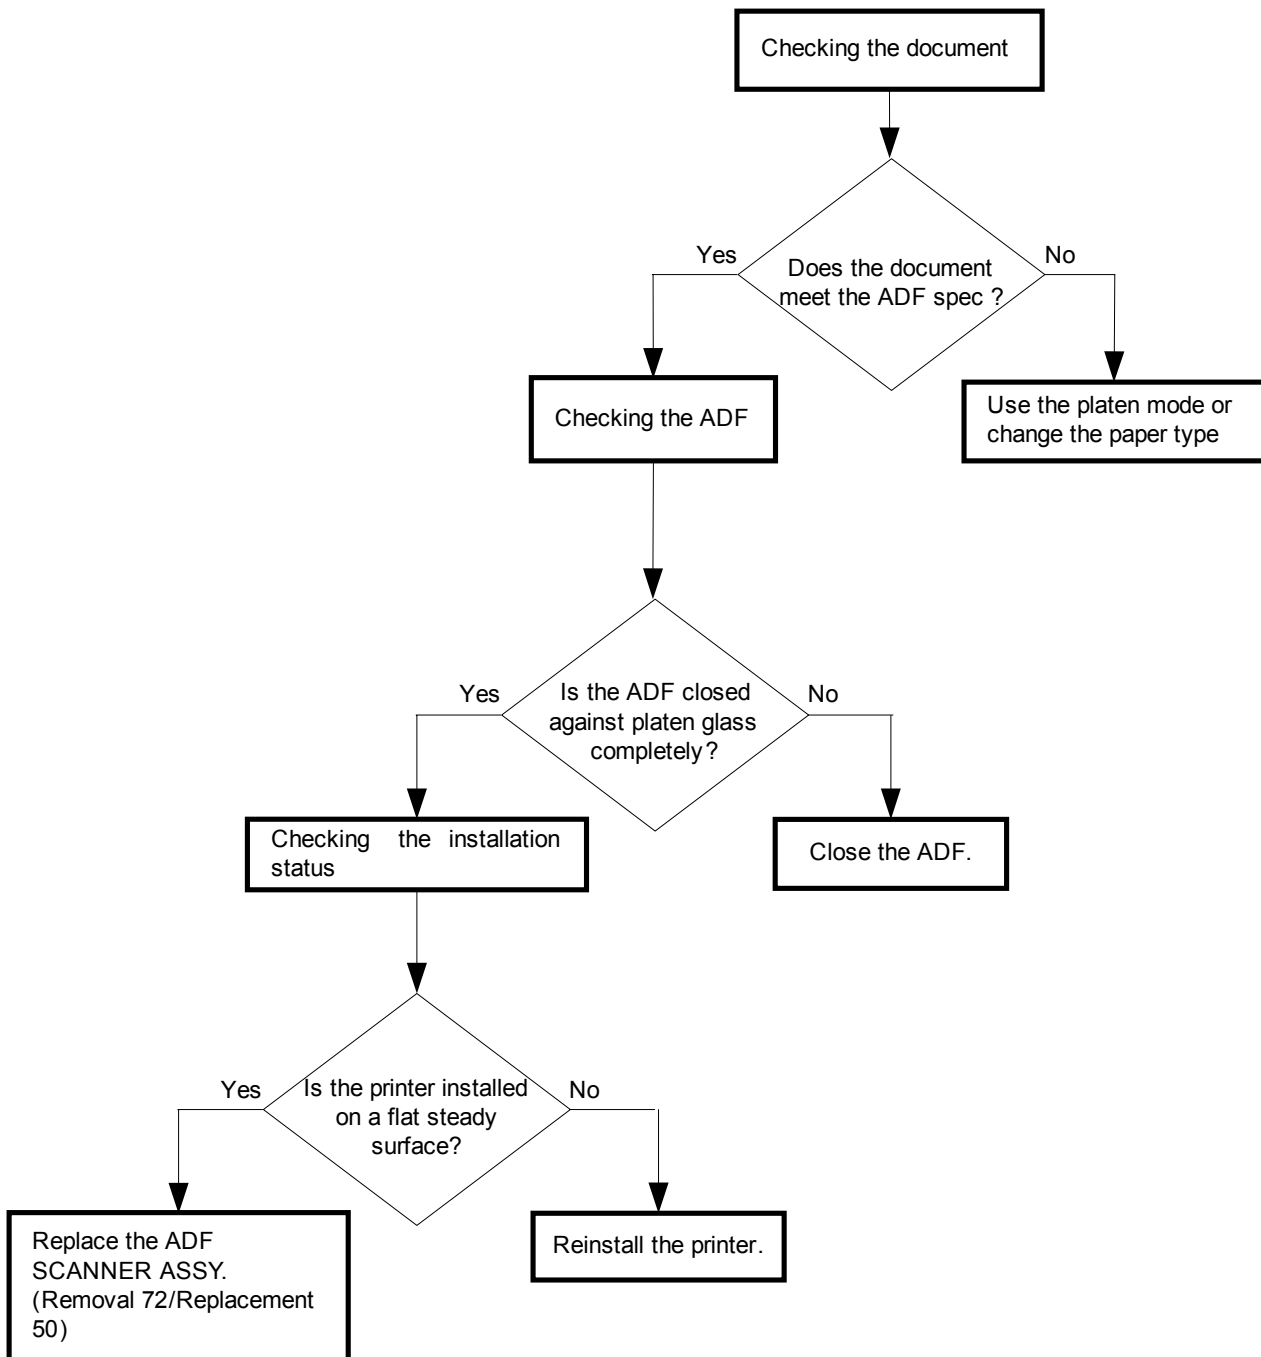 Checking the document
Yes
No
Does the document
meet the ADF spec ?
Checking the ADF
Use the platen mode or
change the paper type
Yes
No
Is the ADF closed
against platen glass
completely?
Checking the installation
status
Close the ADF.
Yes
No
Is the printer installed
on a flat steady
surface?
Replace the ADF
SCANNER ASSY.
(Removal 72/Replacement
50)
Reinstall the printer.